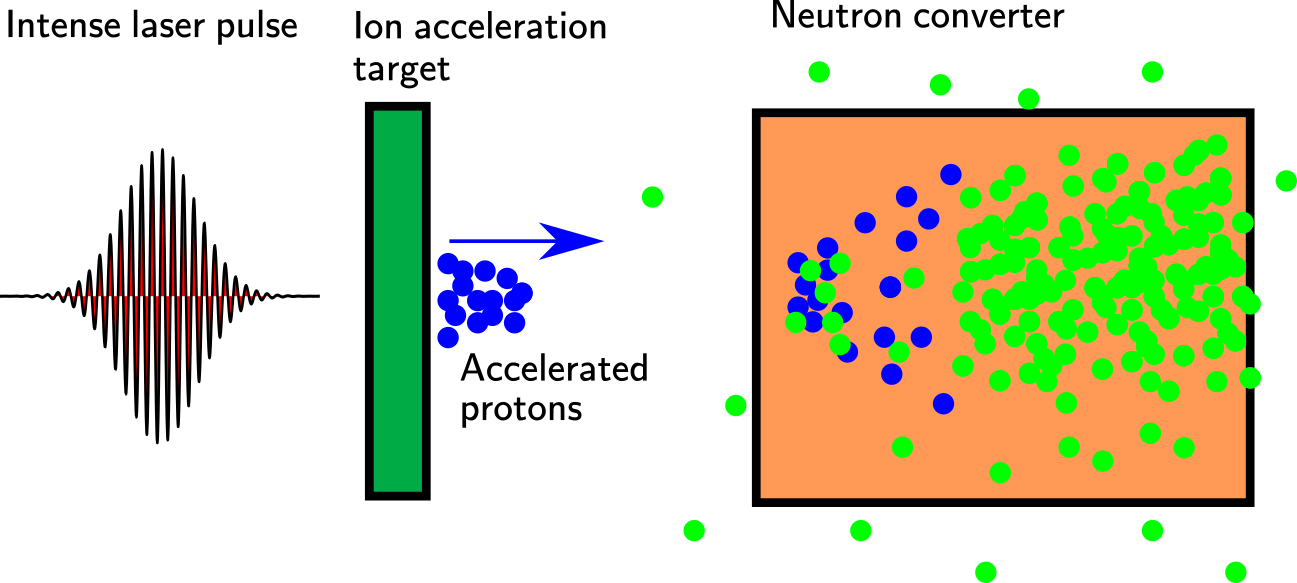 Intense laser pulse
Ion acceleration
target
Neutron converter
Accelerated
protons